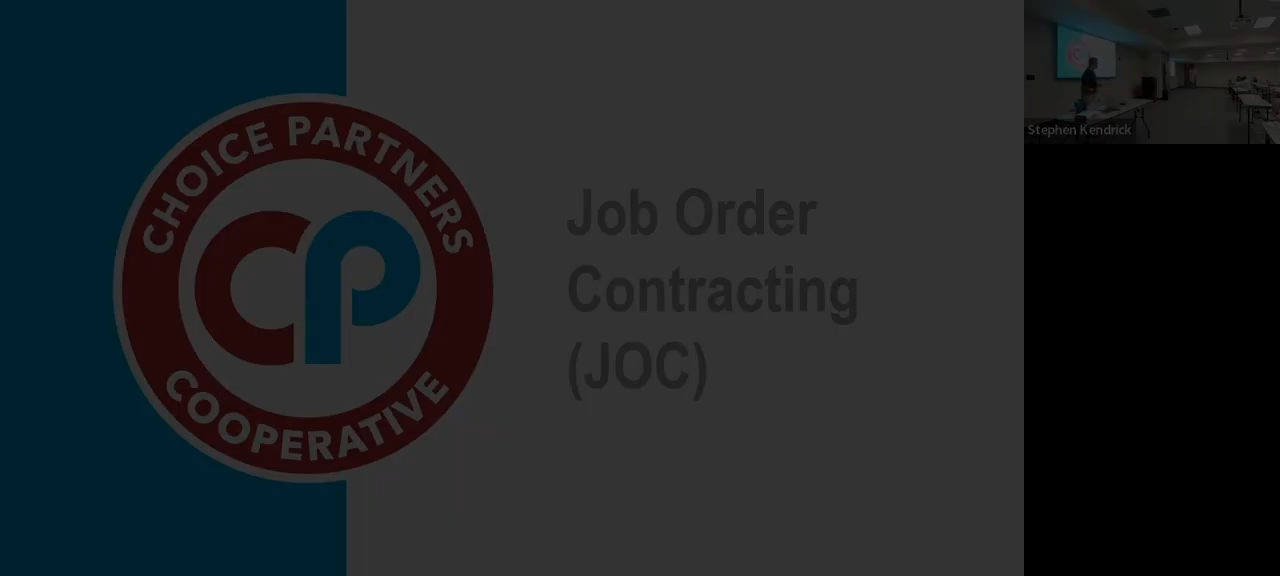 CHOICE PARTNERS
CP
COOPERATIVE
Job Order
Contracting
(JOC)
Stephen Kendrick